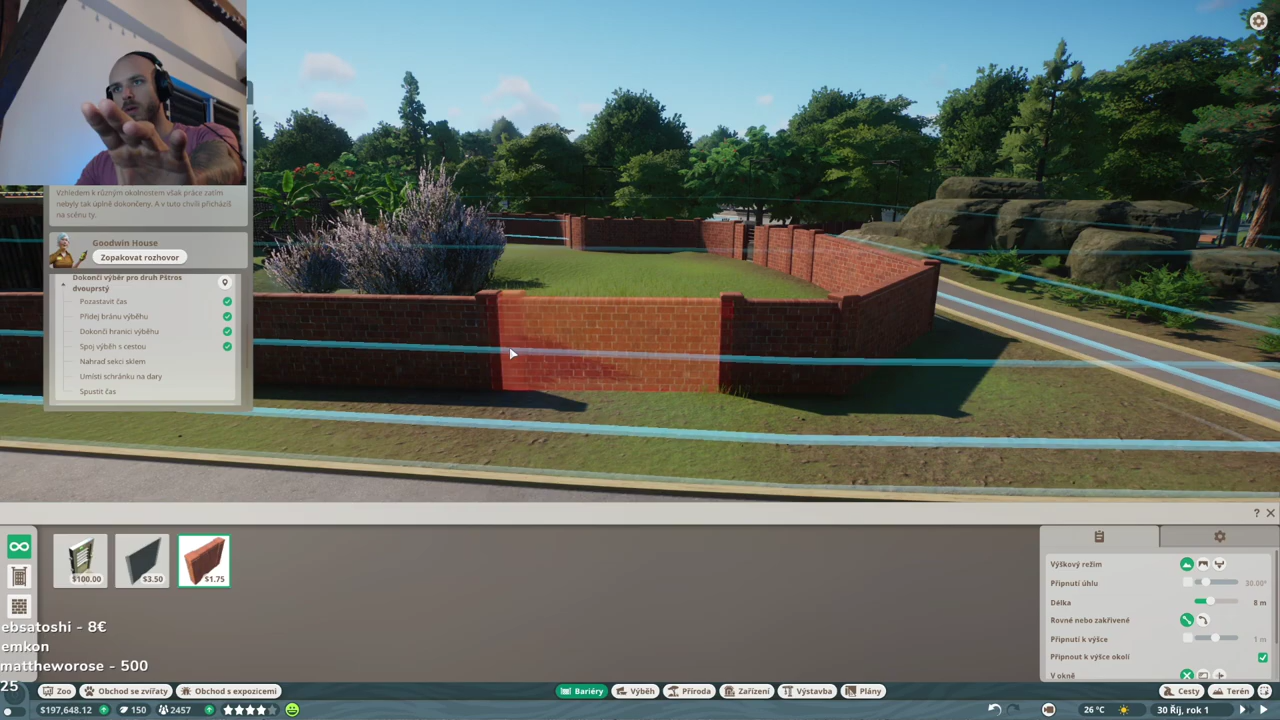 Vzhledem k různým okolnostem však práce zatím
nebyly tak úplně dokončeny. A v tuto chvíli přicházíš
na scénu ty.
Goodwin House
Zopakovat rozhovor
Dokonči výběr pro druh Pštros
dvouprstý
Pozastavit čas
Přidej bránu výběhu
Dokonči hranici výběhu
Spoj výběh s cestou
Nahraď sekci sklem
Umísti schránku na dary
Spustit čas
? ×
$100.00
$3.50
$1.75
Výškový režim
Připnutí úhlu 30.00°
Délka 8 m
Rovné nebo zakřivené
Připnutí k výšce 1 m
Připnout k výšce okolí
V okně
ebsatoshi - 8€
emkon
mattheworose - 500
25
Zoo
Obchod se zvířaty
Obchod s expozicemi
Bariéry
Výběh
Příroda
Zařízení
Výstavba
Plány
Cesty
Terén
$197,648.12
150
2457
26 °C
30 Říj, rok 1